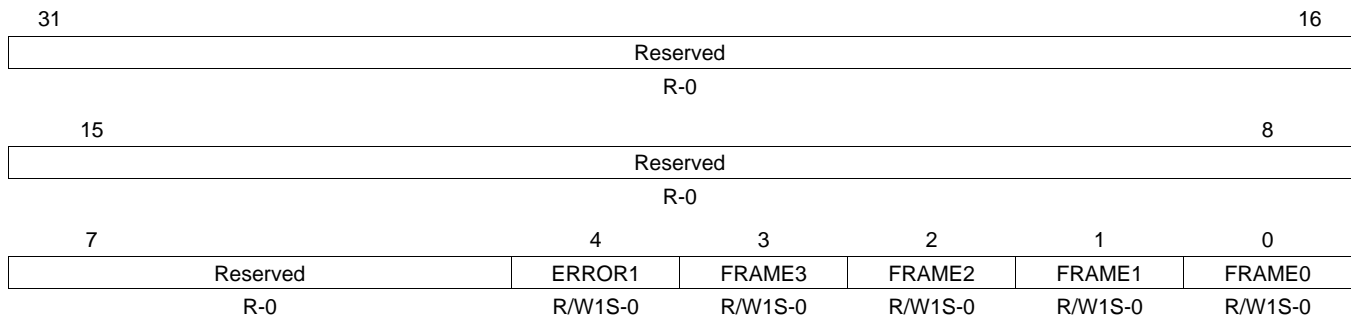 31 16
Reserved
R-0
15 8
Reserved
R-0
7 4 3 2 1 0
Reserved ERROR1 FRAME3 FRAME2 FRAME1 FRAME0
R-0 R/W1S-0 R/W1S-0 R/W1S-0 R/W1S-0 R/W1S-0